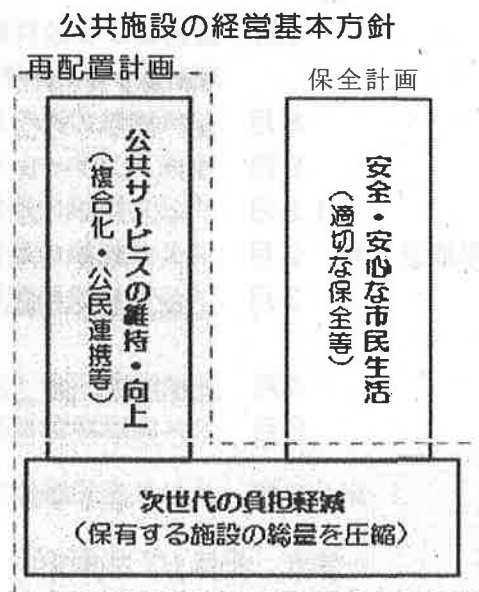 公共施設の経営基本方針
再配置計画
保全計画
公共サービスの維持・向上
（複合化・公民連携等）
安全・安心な市民生活
（適切な保全等）
次世代の負担軽減
（保有する施設の総量を圧縮）